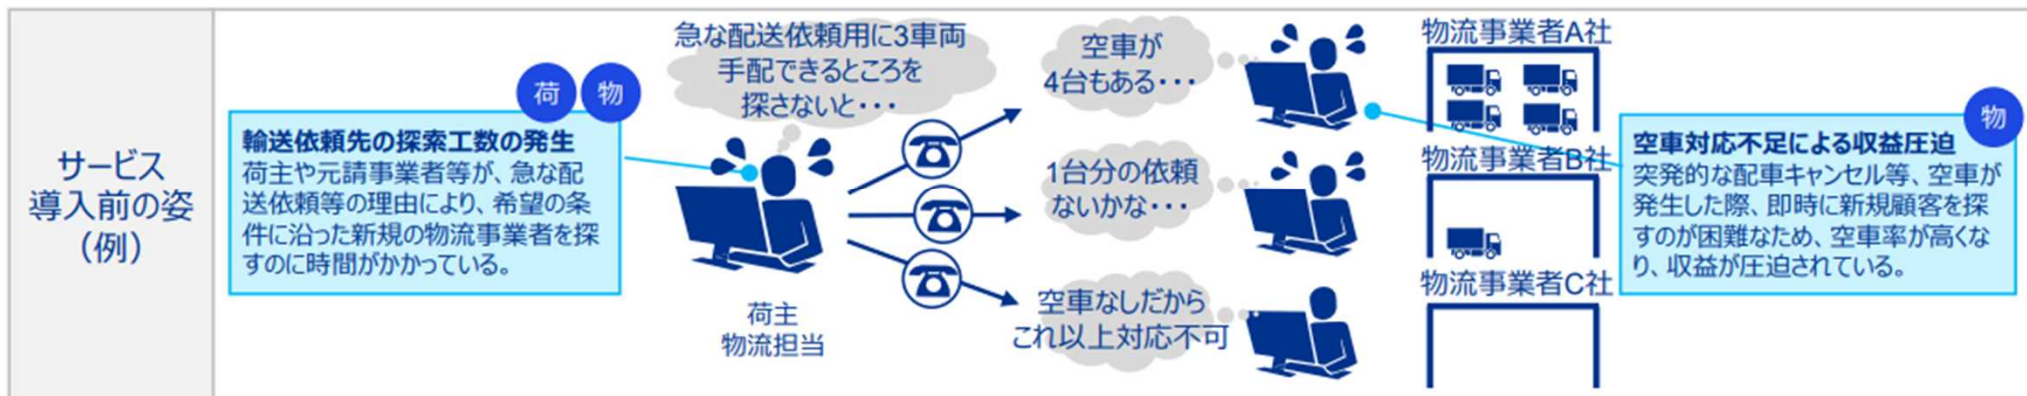 サービス
導入前の姿
（例）
荷
物
輸送依頼先の探索工数の発生
荷主や元請事業者等が、急な配
送依頼等の理由により、希望の条
件に沿った新規の物流事業者を探
すのに時間がかかっている。
急な配送依頼用に3車両
手配できるところを
探さないと・・・
荷主
物流担当
空車が
4台もある・・・
1台分の依頼
ないかな・・・
空車なしだから
これ以上対応不可
物流事業者A社
物流事業者B社
物流事業者C社
物
空車対応不足による収益圧迫
突発的な配車キャンセル等、空車が
発生した際、即時に新規顧客を探
すのが困難なため、空車率が高くな
り、収益が圧迫されている。